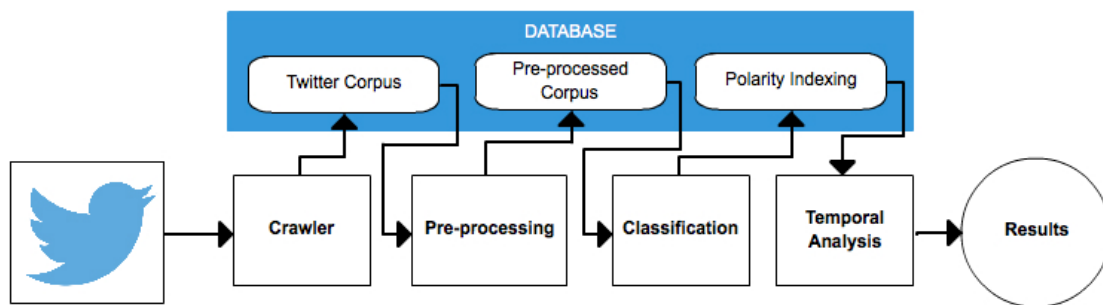 DATABASE
Twitter Corpus
Pre-processed
Corpus
Polarity Indexing
Crawler
Pre-processing
Classification
Temporal
Analysis
Results